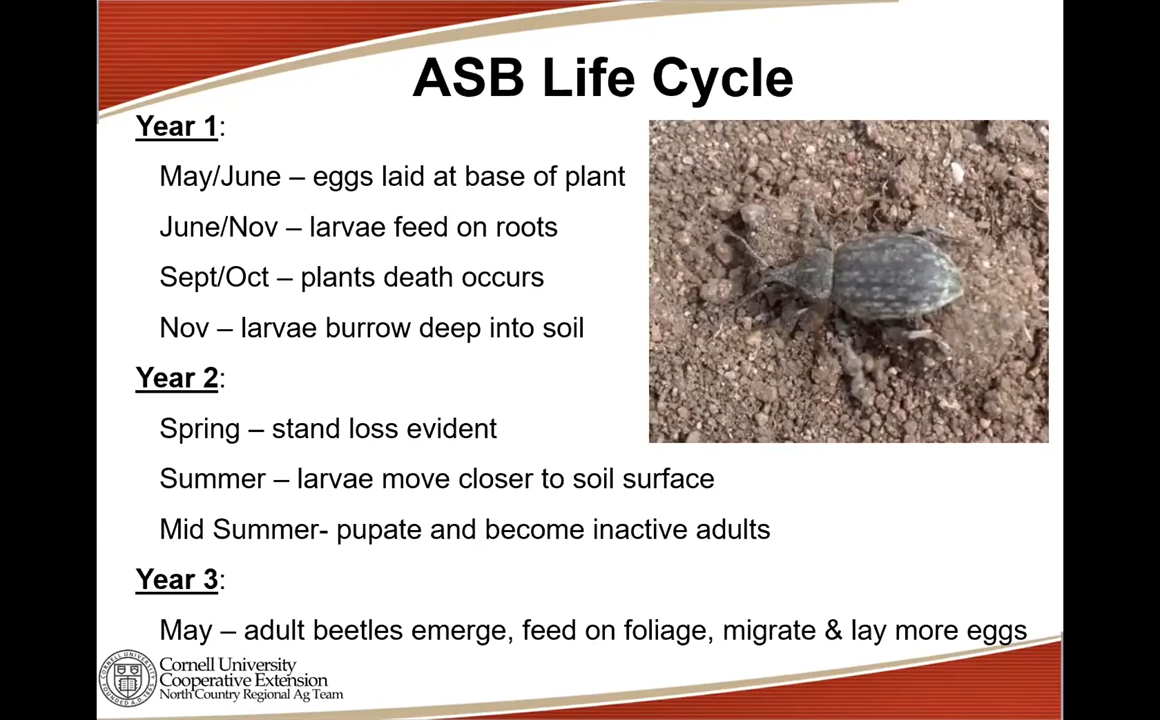 ASB Life Cycle
Year 1:
May/June – eggs laid at base of plant
June/Nov – larvae feed on roots
Sept/Oct – plants death occurs
Nov – larvae burrow deep into soil
Year 2:
Spring – stand loss evident
Summer – larvae move closer to soil surface
Mid Summer- pupate and become inactive adults
Year 3:
May – adult beetles emerge, feed on foliage, migrate & lay more eggs
Cornell University
Cooperative Extension
North Country Regional Ag Team